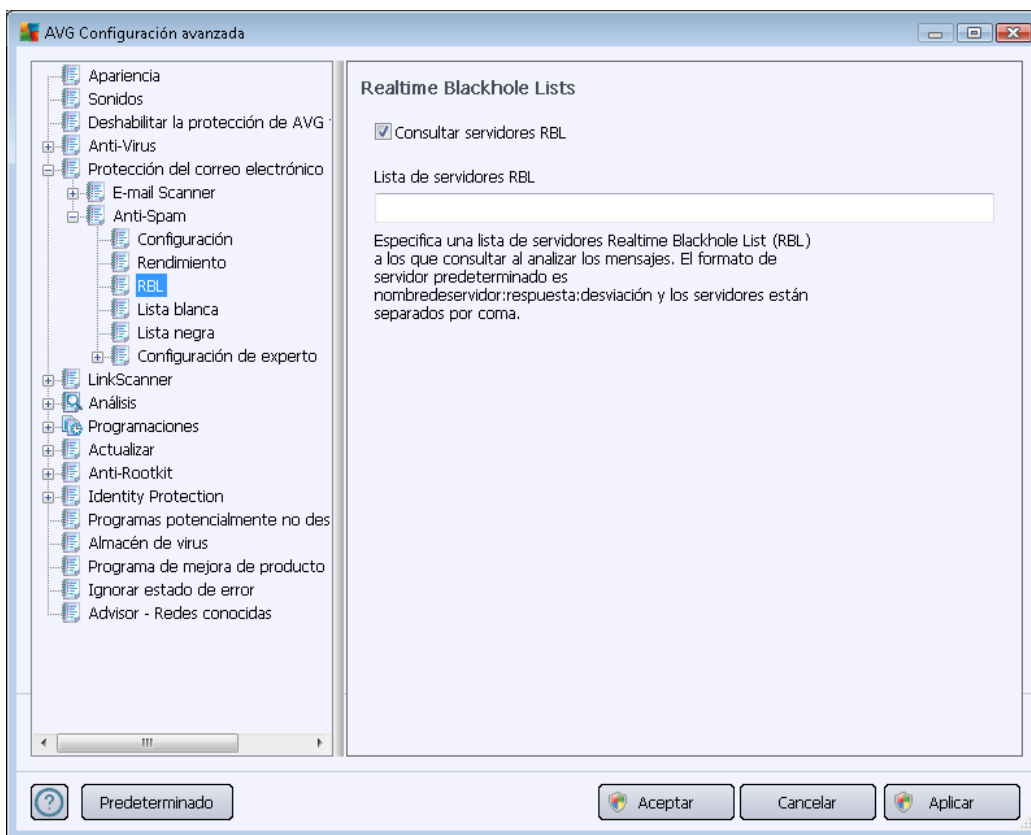 AVG Configuración avanzada
Apariencia
Sonidos
Deshabilitar la protección de AVG
Anti-Virus
Protección del correo electrónico
E-mail Scanner
Anti-Spam
Configuración
Rendimiento
RBL
Lista blanca
Lista negra
Configuración de experto
LinkScanner
Análisis
Programaciones
Actualizar
Anti-Rootkit
Identity Protection
Programas potencialmente no des
Almacén de virus
Programa de mejora de producto
Ignorar estado de error
Advisor - Redes conocidas
Realtime Blackhole Lists
Consultar servidores RBL
Lista de servidores RBL
Especifica una lista de servidores Realtime Blackhole List (RBL)
a los que consultar al analizar los mensajes. El formato de
servidor predeterminado es
nombredeservidor:respuesta:desviación y los servidores están
separados por coma.
Predeterminado
Aceptar
Cancelar
Aplicar